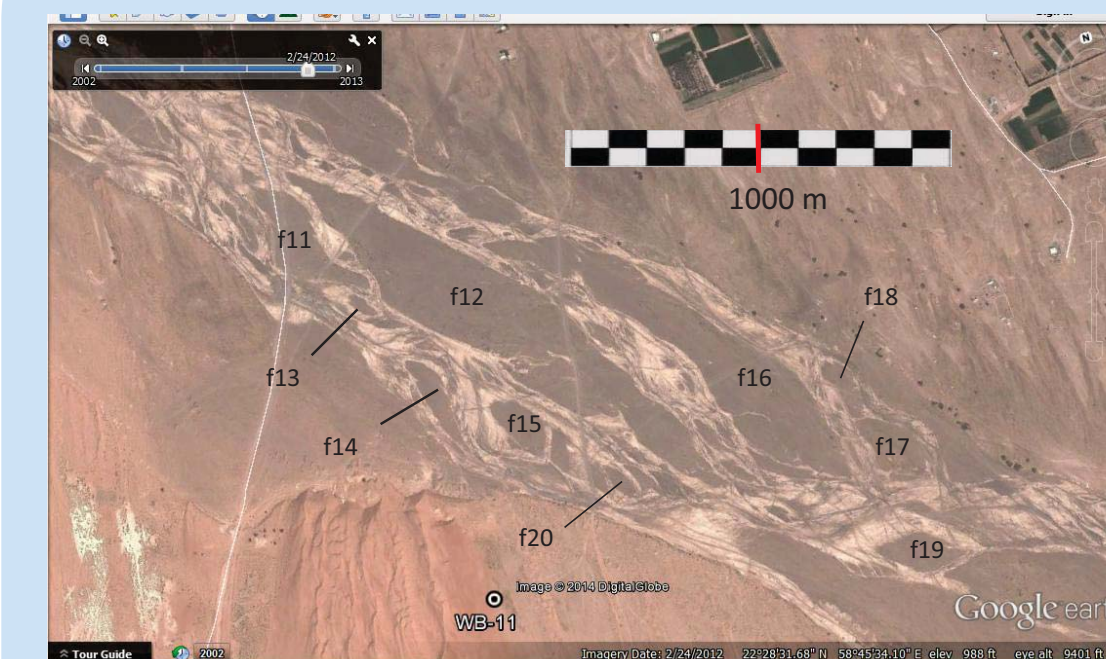 2/24/2012
2002
2013
N
1000 m
f11
f12
f18
f13
f16
f15
f14
f17
f20
f19
Image © 2014 DigitalGlobe
WB-11
Google ear
Tour Guide
2002
Imagery Date: 2/24/2012 22°28'31.68" N 58°45'34.10" E elev 988 ft eye alt 9401 ft